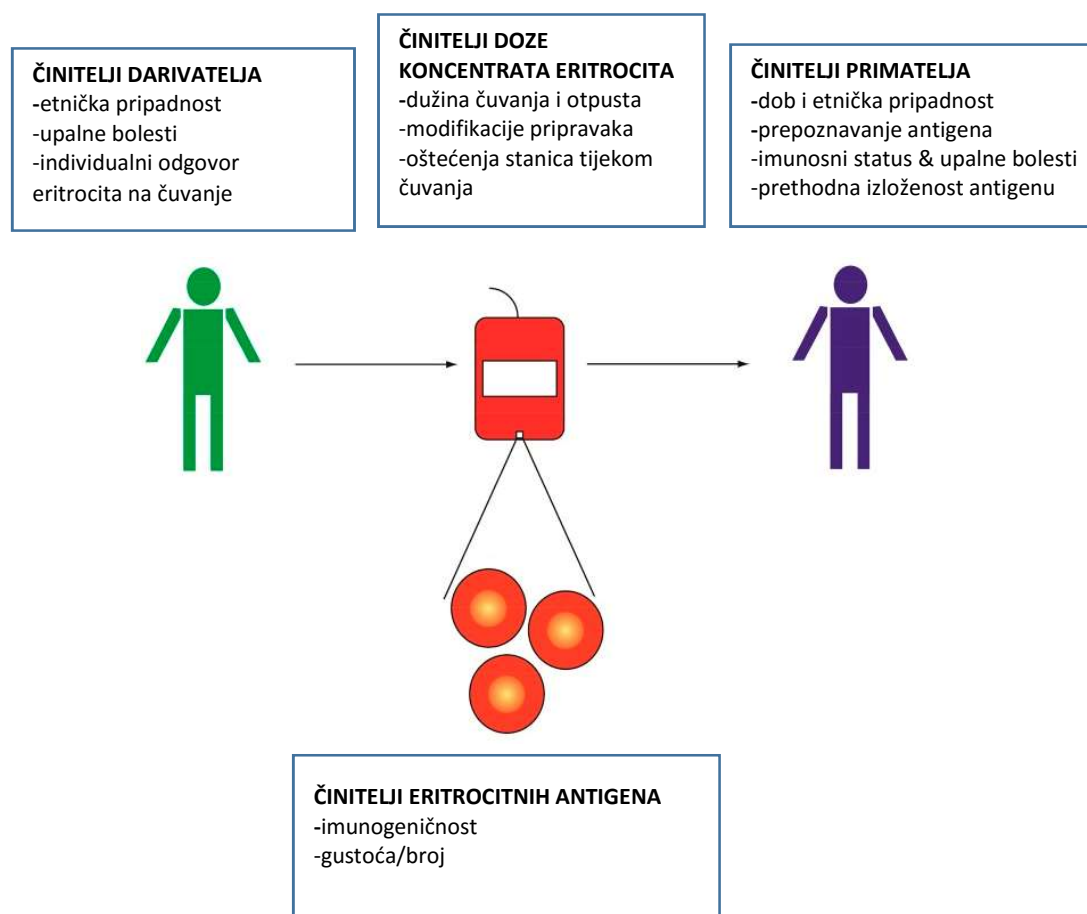 ČINITELJI DARIVATELJA
-etnička pripadnost
-upalne bolesti
-individualni odgovor
eritrocita na čuvanje
ČINITELJI DOZE
KONCENTRATA ERITROCITA
-dužina čuvanja i otpusta
-modifikacije pripravaka
-oštećenja stanica tijekom
čuvanja
ČINITELJI PRIMATELJA
-dob i etnička pripadnost
-prepoznavanje antigena
-imunosni status & upalne bolesti
-prethodna izloženost antigenu
ČINITELJI ERITROCITNIH ANTIGENA
-imunogeničnost
-gustoća/broj